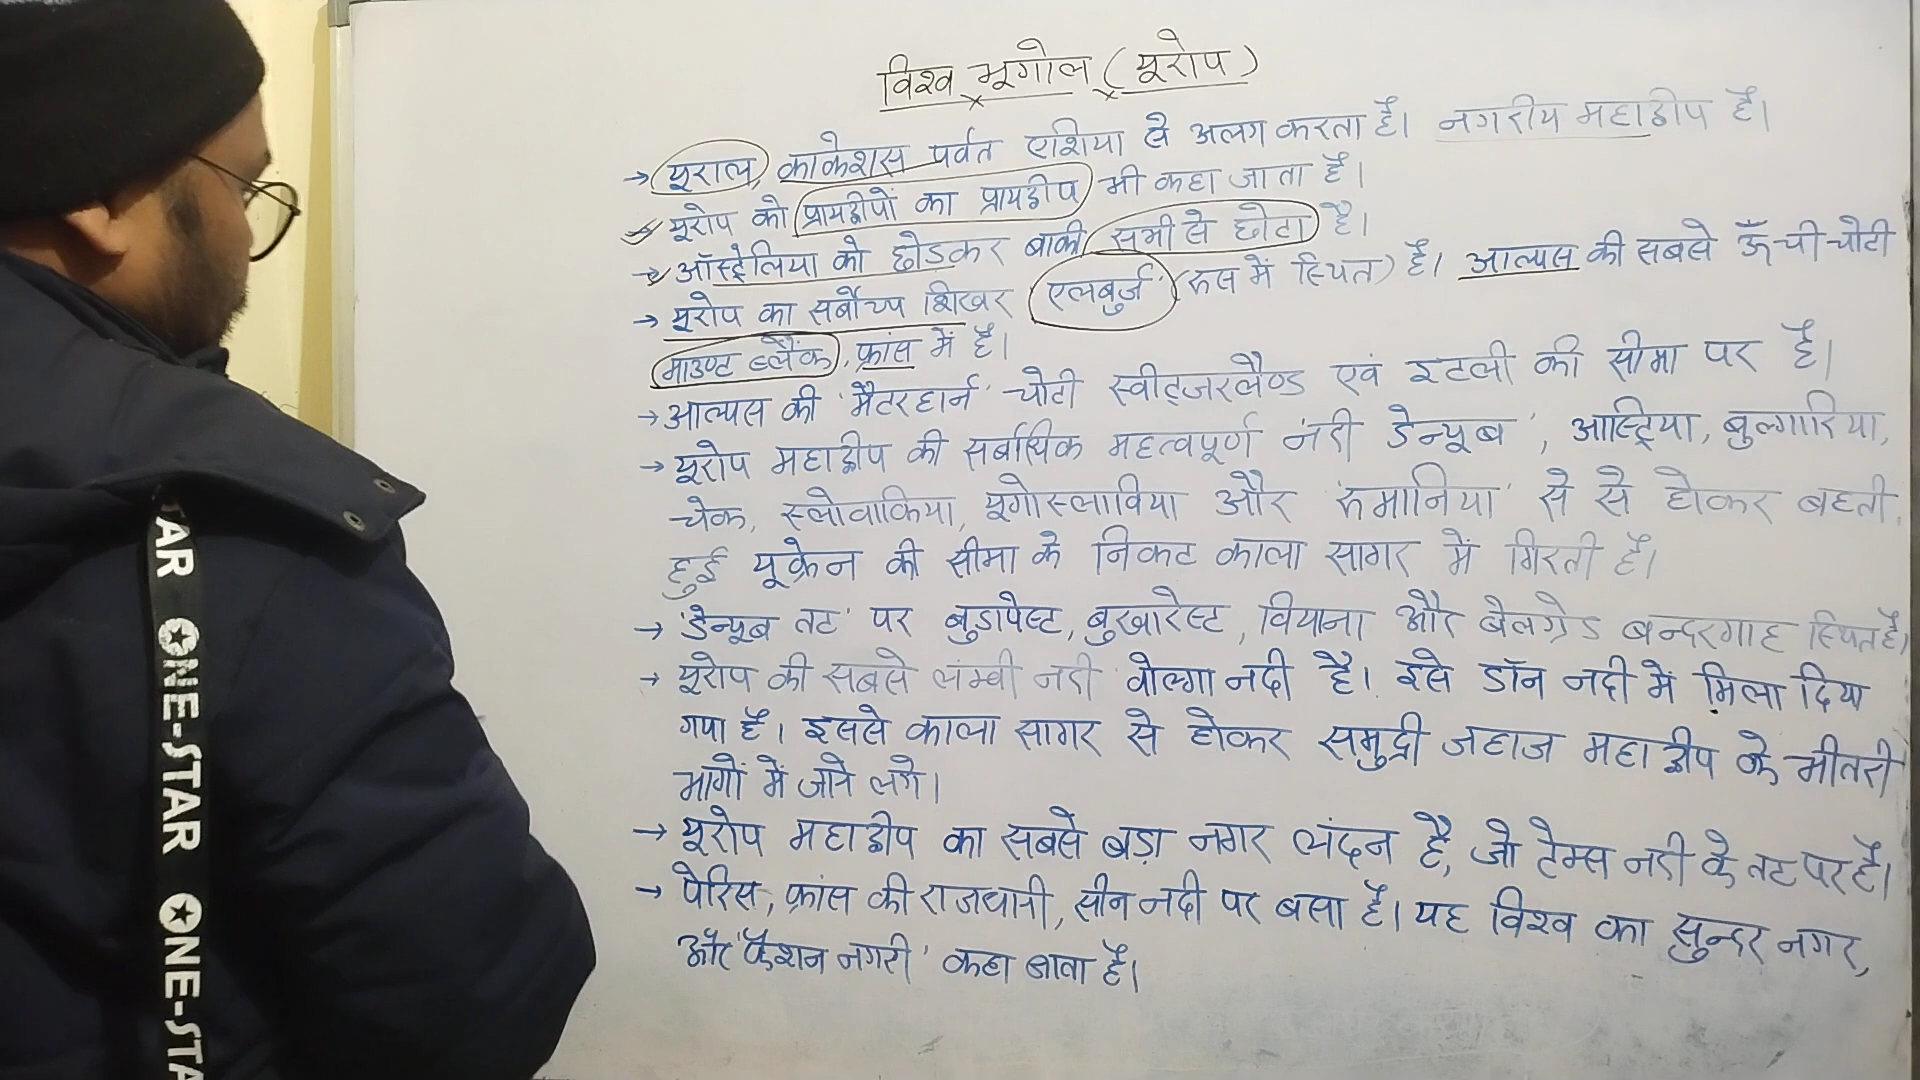 विश्व भूगोल (यूरोप)
→ यूराल, काकेशस पर्वत एशिया से अलग करता है। नगरीय महाद्वीप है।
→ यूरोप को प्रायद्वीपों का प्रायद्वीप भी कहा जाता है।
→ ऑस्ट्रेलिया को छोडकर बाकी सभी से छोटा है।
→ यूरोप का सर्वोच्च शिखर 'एलबुर्ज' (रूस में स्थित) है। आल्पस की सबसे ऊँची चोटी
माउण्ट ब्लैंक, फ्रांस में है।
→ आल्पस की 'मैटरहार्न' चोटी स्वीट्जरलैण्ड एवं इटली की सीमा पर है।
→ यूरोप महाद्वीप की सर्वाधिक महत्वपूर्ण नदी डेन्यूब', आस्ट्रिया, बुल्गारिया,
चेक, स्लोवाकिया, यूगोस्लाविया और 'रूमानिया' से से होकर बहती
हुई यूक्रेन की सीमा के निकट काला सागर में गिरती है।
→ 'डेन्यूब तट' पर बुडापेस्ट, बुखारेस्ट, वियाना और बेलग्रेड बन्दरगाह स्थित है।
→ यूरोप की सबसे लम्बी नदी वोल्गा नदी है। इसे डॉन नदी में मिला दिया
गया है। इससे काला सागर से होकर समुद्री जहाज महाद्वीप के भीतरी
भागों में जाने लगे।
→ यूरोप महाद्वीप का सबसे बड़ा नगर लंदन है, जो टेम्स नदी के तट पर है।
→ पेरिस, फ्रांस की राजधानी, सीन नदी पर बसा है। यह विश्व का सुन्दर नगर,
और 'फैशन नगरी' कहा जाता है।
STAR ONE-STAR ONE-STA